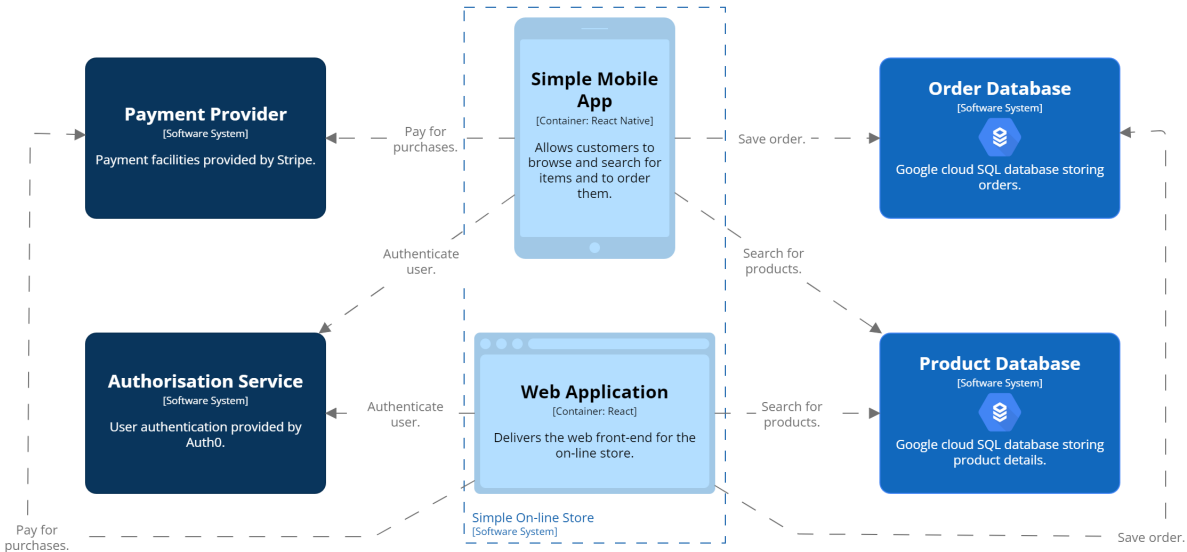 Simple Mobile
App
[Container: React Native]
Allows customers to
browse and search for
items and to order
them.
Payment Provider
[Software System]
Payment facilities provided by Stripe.
Pay for
purchases.
Save order.
Order Database
[Software System]
Google cloud SQL database storing
orders.
Authenticate
user.
Search for
products.
Authorisation Service
[Software System]
User authentication provided by
Auth0.
Authenticate
user.
Web Application
[Container: React]
Delivers the web front-end for the
on-line store.
Search for
products.
Product Database
[Software System]
Google cloud SQL database storing
product details.
Simple On-line Store
[Software System]
Pay for
purchases.
Save order.